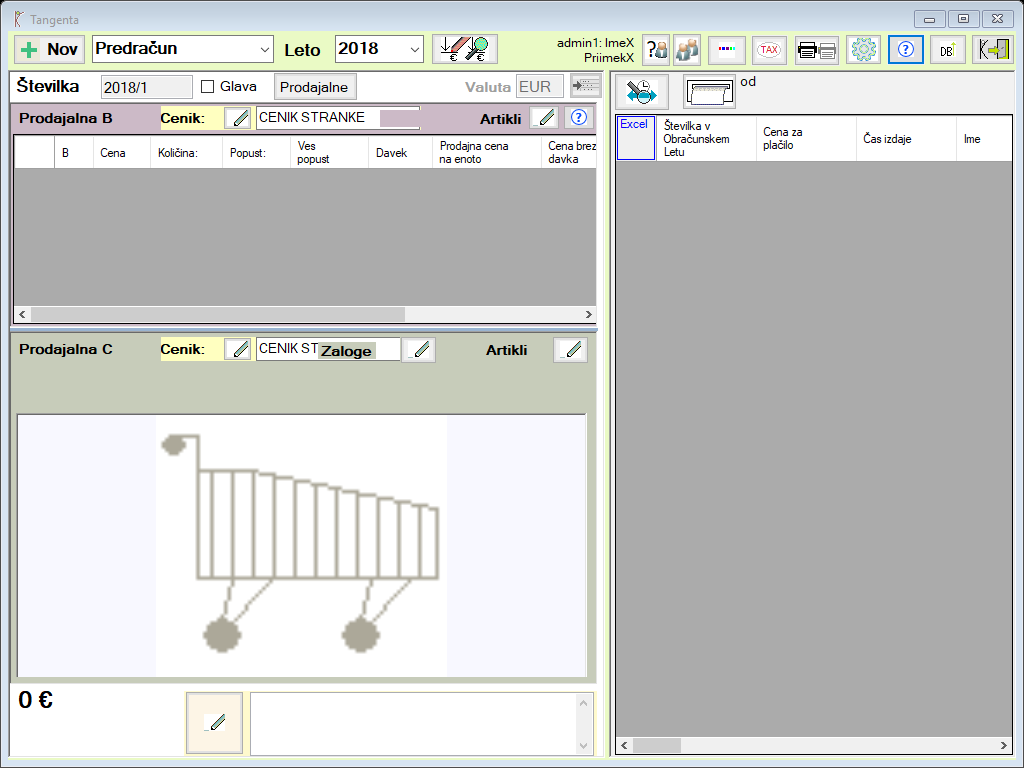 Tangenta
Nov
Predračun
Leto
2018
€ €
admin1: ImeX
PriimekX
?
TAX
?
DB
Številka
2018/1
Glava
Prodajalne
Valuta
EUR
Prodajalna B
Cenik:
CENIK STRANKE
Artikli
?
B
Cena
Količina:
Popust:
Ves
popust
Davek
Prodajna cena
na enoto
Cena brez
davka
Prodajalna C
Cenik:
CENIK ST
Zaloge
Artikli
0 €
od
Excel
Številka v
Obračunskem
Letu
Cena za
plačilo
Čas izdaje
Ime